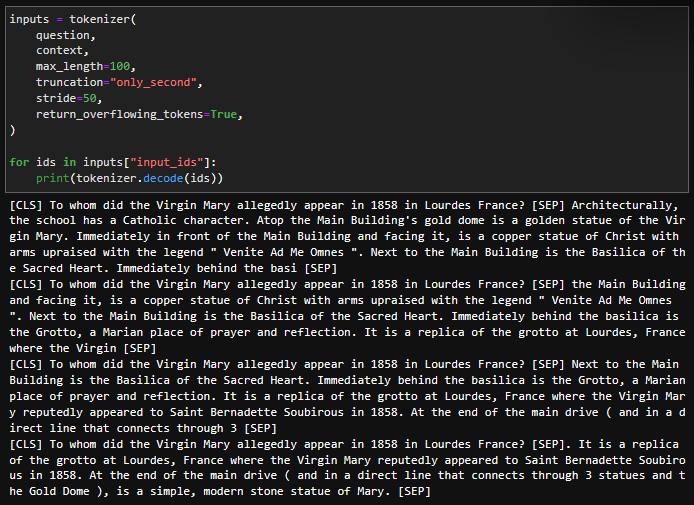 inputs = tokenizer(
    question,
    context,
    max_length=100,
    truncation="only_second",
    stride=50,
    return_overflowing_tokens=True,
)

for ids in inputs["input_ids"]:
    print(tokenizer.decode(ids))
[CLS] To whom did the Virgin Mary allegedly appear in 1858 in Lourdes France? [SEP] Architecturally,
the school has a Catholic character. Atop the Main Building's gold dome is a golden statue of the Vir
gin Mary. Immediately in front of the Main Building and facing it, is a copper statue of Christ with
arms upraised with the legend " Venite Ad Me Omnes ". Next to the Main Building is the Basilica of th
e Sacred Heart. Immediately behind the basi [SEP]
[CLS] To whom did the Virgin Mary allegedly appear in 1858 in Lourdes France? [SEP] the Main Building
and facing it, is a copper statue of Christ with arms upraised with the legend " Venite Ad Me Omnes
". Next to the Main Building is the Basilica of the Sacred Heart. Immediately behind the basilica is
the Grotto, a Marian place of prayer and reflection. It is a replica of the grotto at Lourdes, France
where the Virgin [SEP]
[CLS] To whom did the Virgin Mary allegedly appear in 1858 in Lourdes France? [SEP] Next to the Main
Building is the Basilica of the Sacred Heart. Immediately behind the basilica is the Grotto, a Marian
place of prayer and reflection. It is a replica of the grotto at Lourdes, France where the Virgin Mar
y reputedly appeared to Saint Bernadette Soubirous in 1858. At the end of the main drive ( and in a d
irect line that connects through 3 [SEP]
[CLS] To whom did the Virgin Mary allegedly appear in 1858 in Lourdes France? [SEP]. It is a replica
of the grotto at Lourdes, France where the Virgin Mary reputedly appeared to Saint Bernadette Soubiro
us in 1858. At the end of the main drive ( and in a direct line that connects through 3 statues and t
he Gold Dome ), is a simple, modern stone statue of Mary. [SEP]